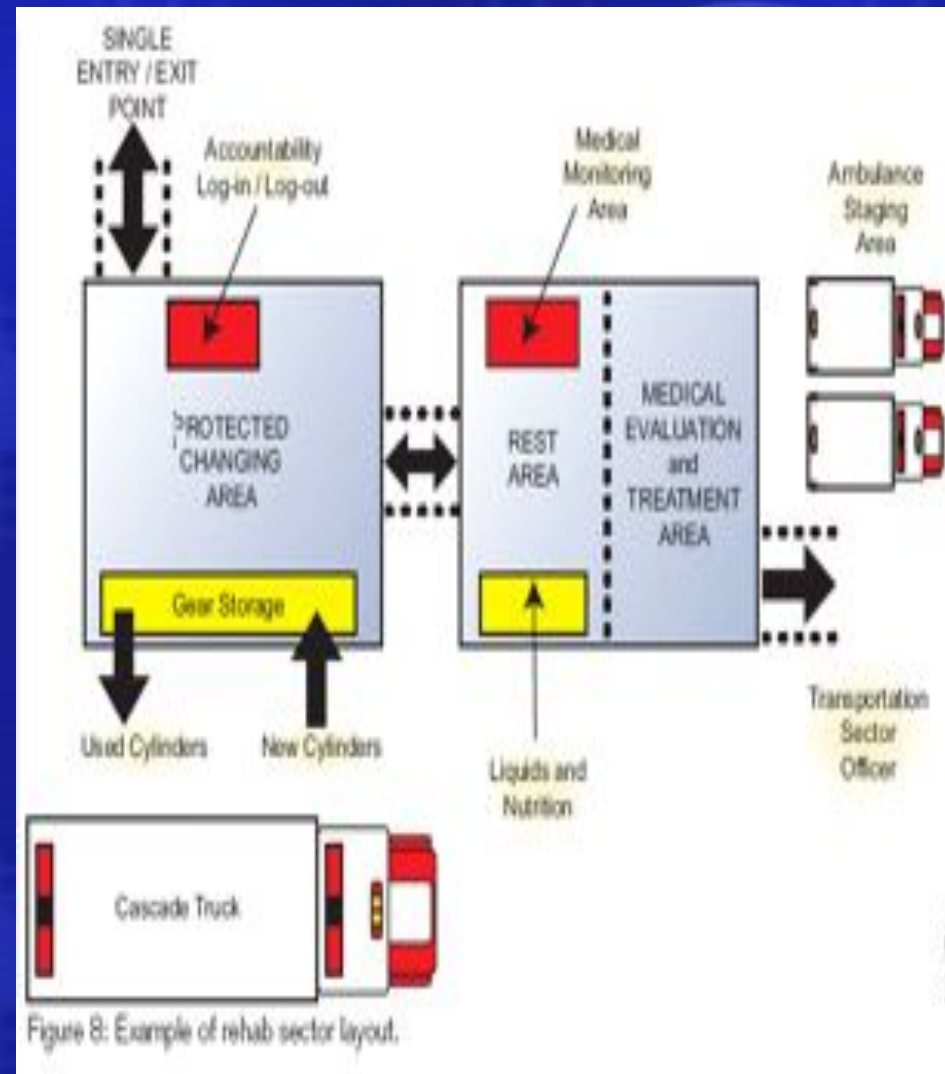 SINGLE
ENTRY / EXIT
POINT
Accountability
Log-in / Log-out
Medical
Monitoring
Area
Ambulance
Staging
Area
PROTECTED
CHANGING
AREA
REST
AREA
MEDICAL
EVALUATION
and
TREATMENT
AREA
Gear Storage
Used Cylinders
New Cylinders
Liquids and
Nutrition
Transportation
Sector
Officer
Cascade Truck
Figure 8: Example of rehab sector layout.